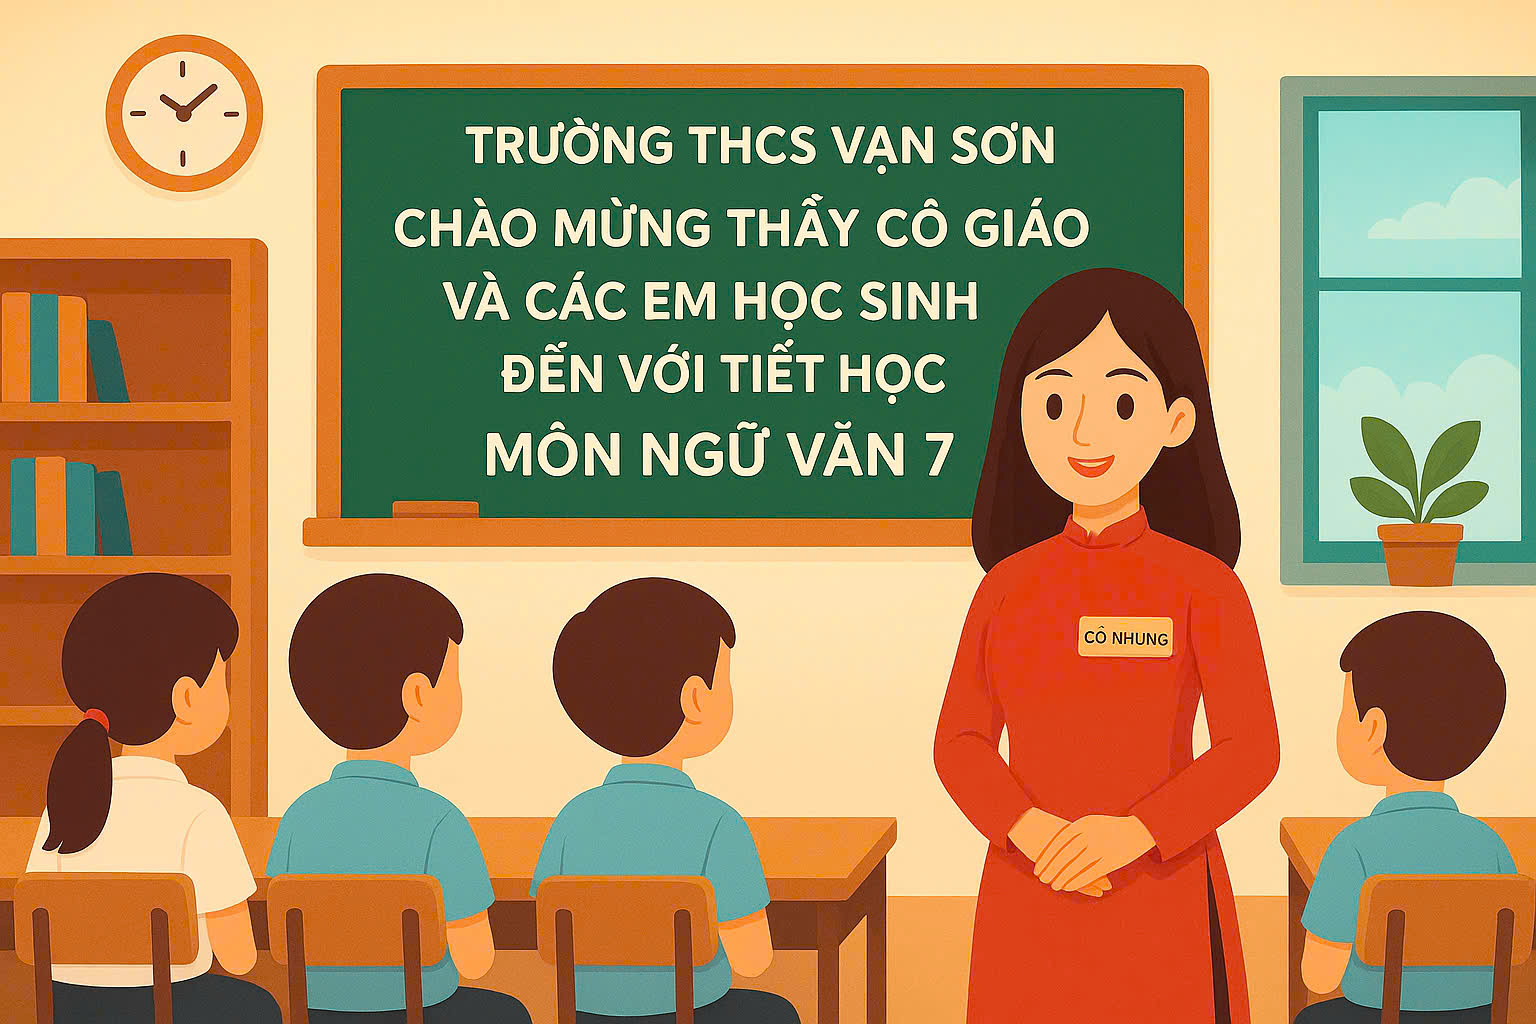 TRƯỜNG THCS VẠN SƠN
CHÀO MỪNG THẦY CÔ GIÁO
VÀ CÁC EM HỌC SINH
ĐẾN VỚI TIẾT HỌC
MÔN NGỮ VĂN 7
CÔ NHUNG